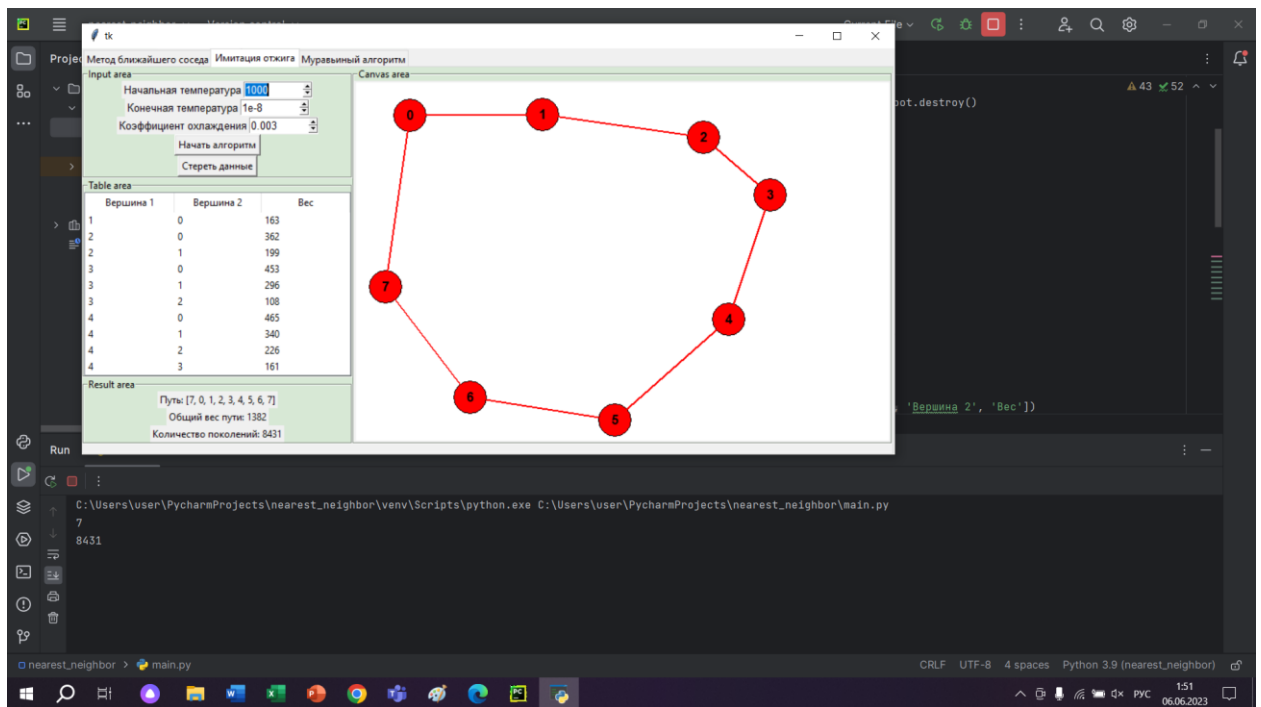 Current File
tk
Proje
Метод ближайшего соседа Имитация отжига Муравьиный алгоритм
Input area
Начальная температура 1000
Конечная температура 1e-8
Коэффициент охлаждения 0.003
Начать алгоритм
Стереть данные
Table area
Вершина 1 Вершина 2 Вес
1 0 163
2 0 362
2 1 199
3 0 453
3 1 296
3 2 108
4 0 465
4 1 340
4 2 226
4 3 161
Result area
Путь: [7, 0, 1, 2, 3, 4, 5, 6, 7]
Общий вес пути: 1382
Количество поколений: 8431
Canvas area
0
1
2
3
7
4
6
5
43 52
oot.destroy()
'Вершина 2', 'Вес'])
Run
C:\Users\user\PycharmProjects\nearest_neighbor\venv\Scripts\python.exe C:\Users\user\PycharmProjects\nearest_neighbor\main.py
7
8431
nearest_neighbor > main.py
CRLF UTF-8 4 spaces Python 3.9 (nearest_neighbor)
РУС
1:51
06.06.2023